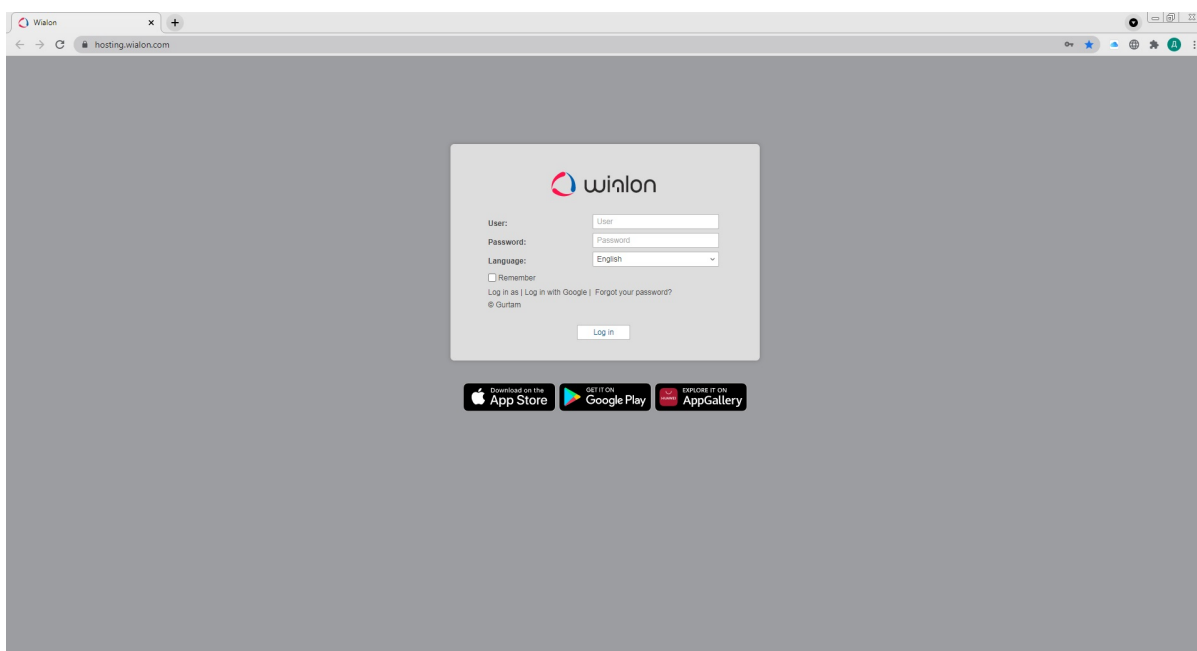 Wialon
hosting.wialon.com
Д
wialon
User: User
Password: Password
Language: English
Remember
Log in as | Log in with Google | Forgot your password?
© Gurtam
Log in
Download on the
App Store
GET IT ON
Google Play
HUAWEI
EXPLORE IT ON
AppGallery